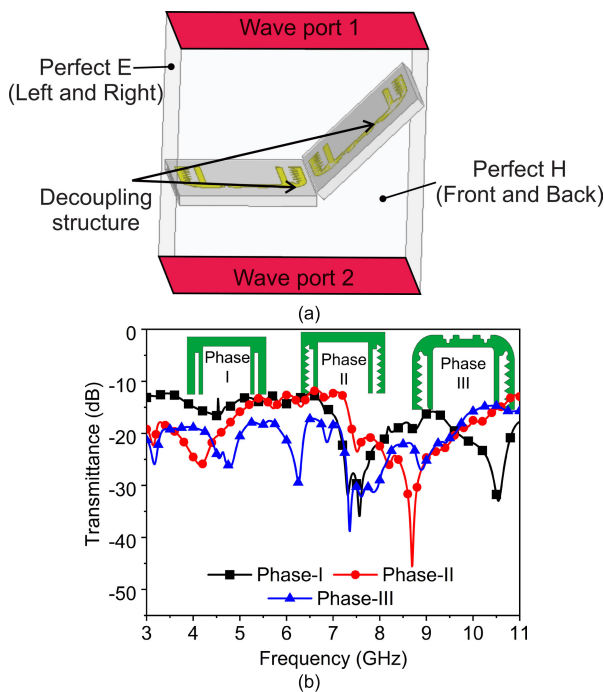 Wave port 1
Perfect E
(Left and Right)
Decoupling
structure
Perfect H
(Front and Back)
Wave port 2
(a)
0
-10
-20
-30
-40
-50
Transmittance (dB)
Phase
I
Phase
II
Phase
III
Phase-I
Phase-II
Phase-III
3 4 5 6 7 8 9 10 11
Frequency (GHz)
(b)